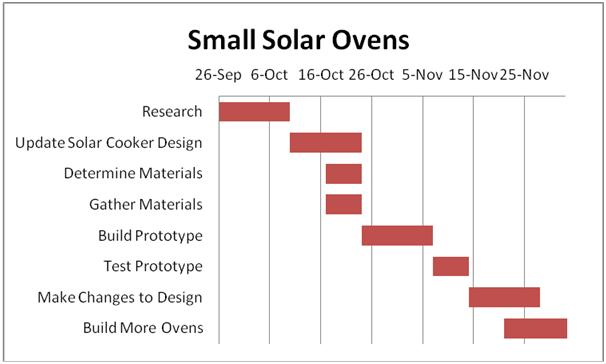 Small Solar Ovens
26-Sep 6-Oct 16-Oct 26-Oct 5-Nov 15-Nov 25-Nov
Research
Update Solar Cooker Design
Determine Materials
Gather Materials
Build Prototype
Test Prototype
Make Changes to Design
Build More Ovens